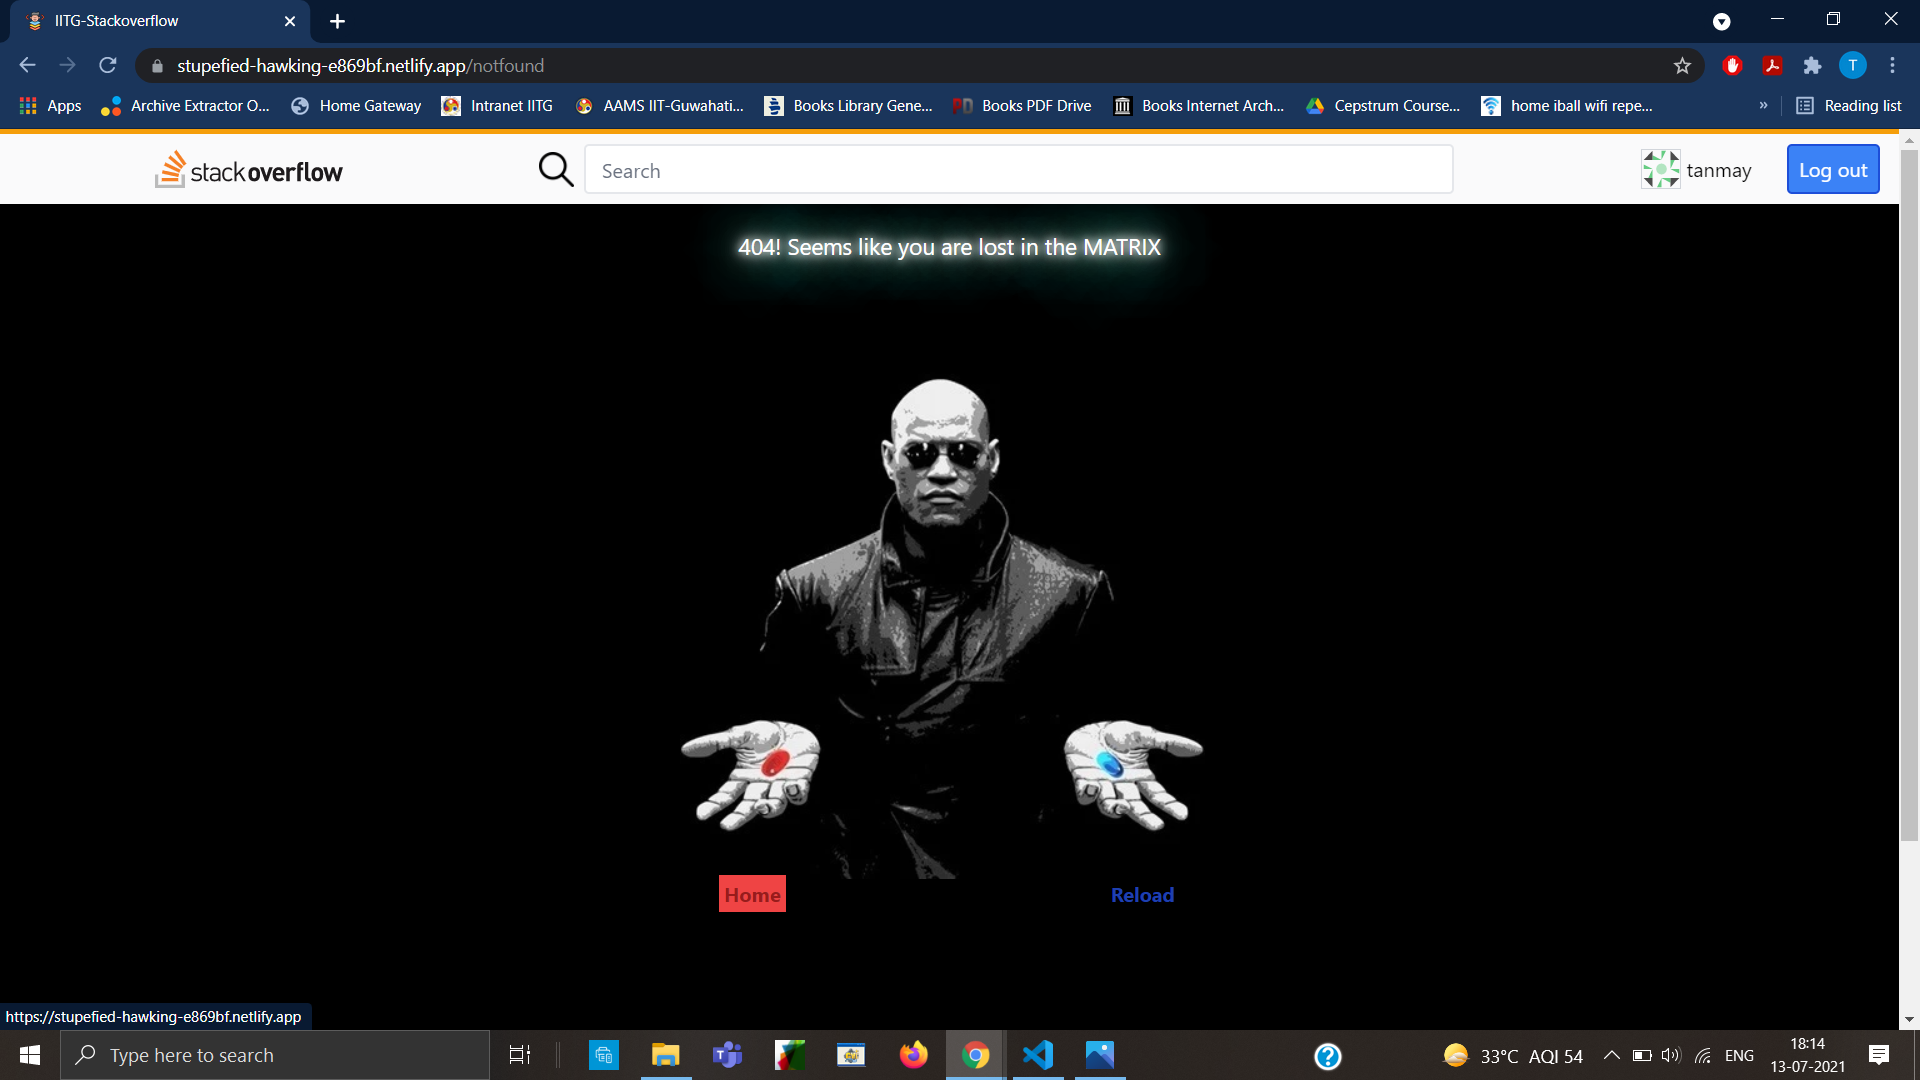 IITG-Stackoverflow
stupefied-hawking-e869bf.netlify.app/notfound
T
Apps
Archive Extractor O...
Home Gateway
Intranet IITG
AAMS IIT-Guwahati...
Books Library Gene...
PD
Books PDF Drive
Books Internet Arch...
Cepstrum Course...
home iball wifi repe...
»
Reading list
stackoverflow
Search
tanmay
Log out
404! Seems like you are lost in the MATRIX
Home
Reload
https://stupefied-hawking-e869bf.netlify.app
Type here to search
33°C AQI 54
ENG
18:14
13-07-2021